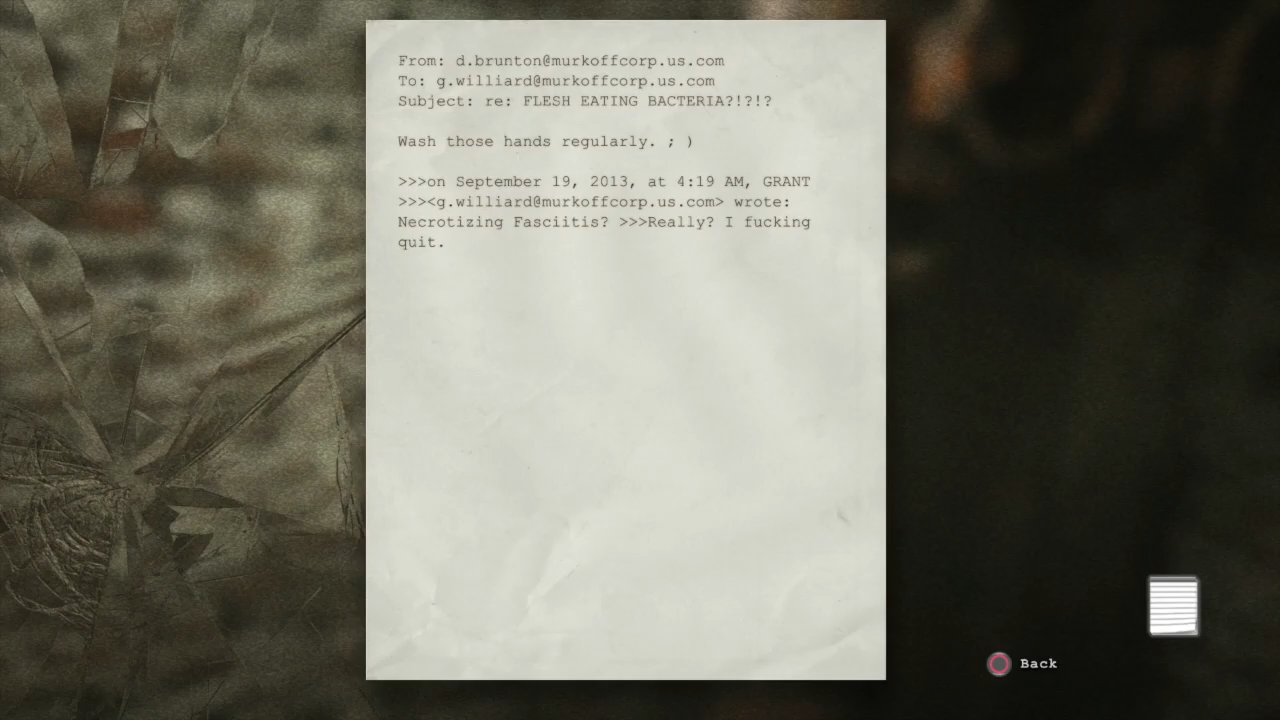 From: d.brunton@murkoffcorp.us.com
To: g.williard@murkoffcorp.us.com
Subject: re: FLESH EATING BACTERIA?!?!?
Wash those hands regularly. ; )
>>>on September 19, 2013, at 4:19 AM, GRANT
>>><g.williard@murkoffcorp.us.com> wrote:
Necrotizing Fasciitis? >>>Really? I fucking
quit.
Back